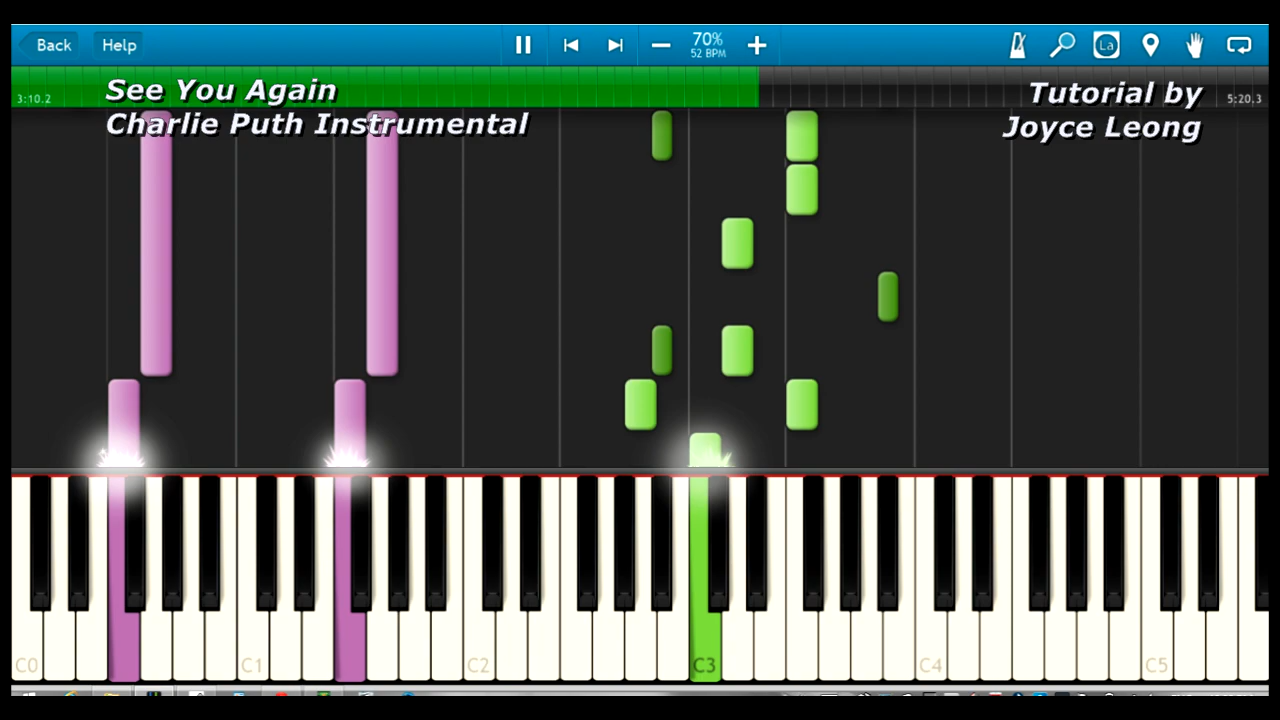 Back Help
70%
52 BPM
La
See You Again
Charlie Puth Instrumental
Tutorial by
Joyce Leong
3:10.2
5:20.3
C0 C1 C2 C3 C4 C5